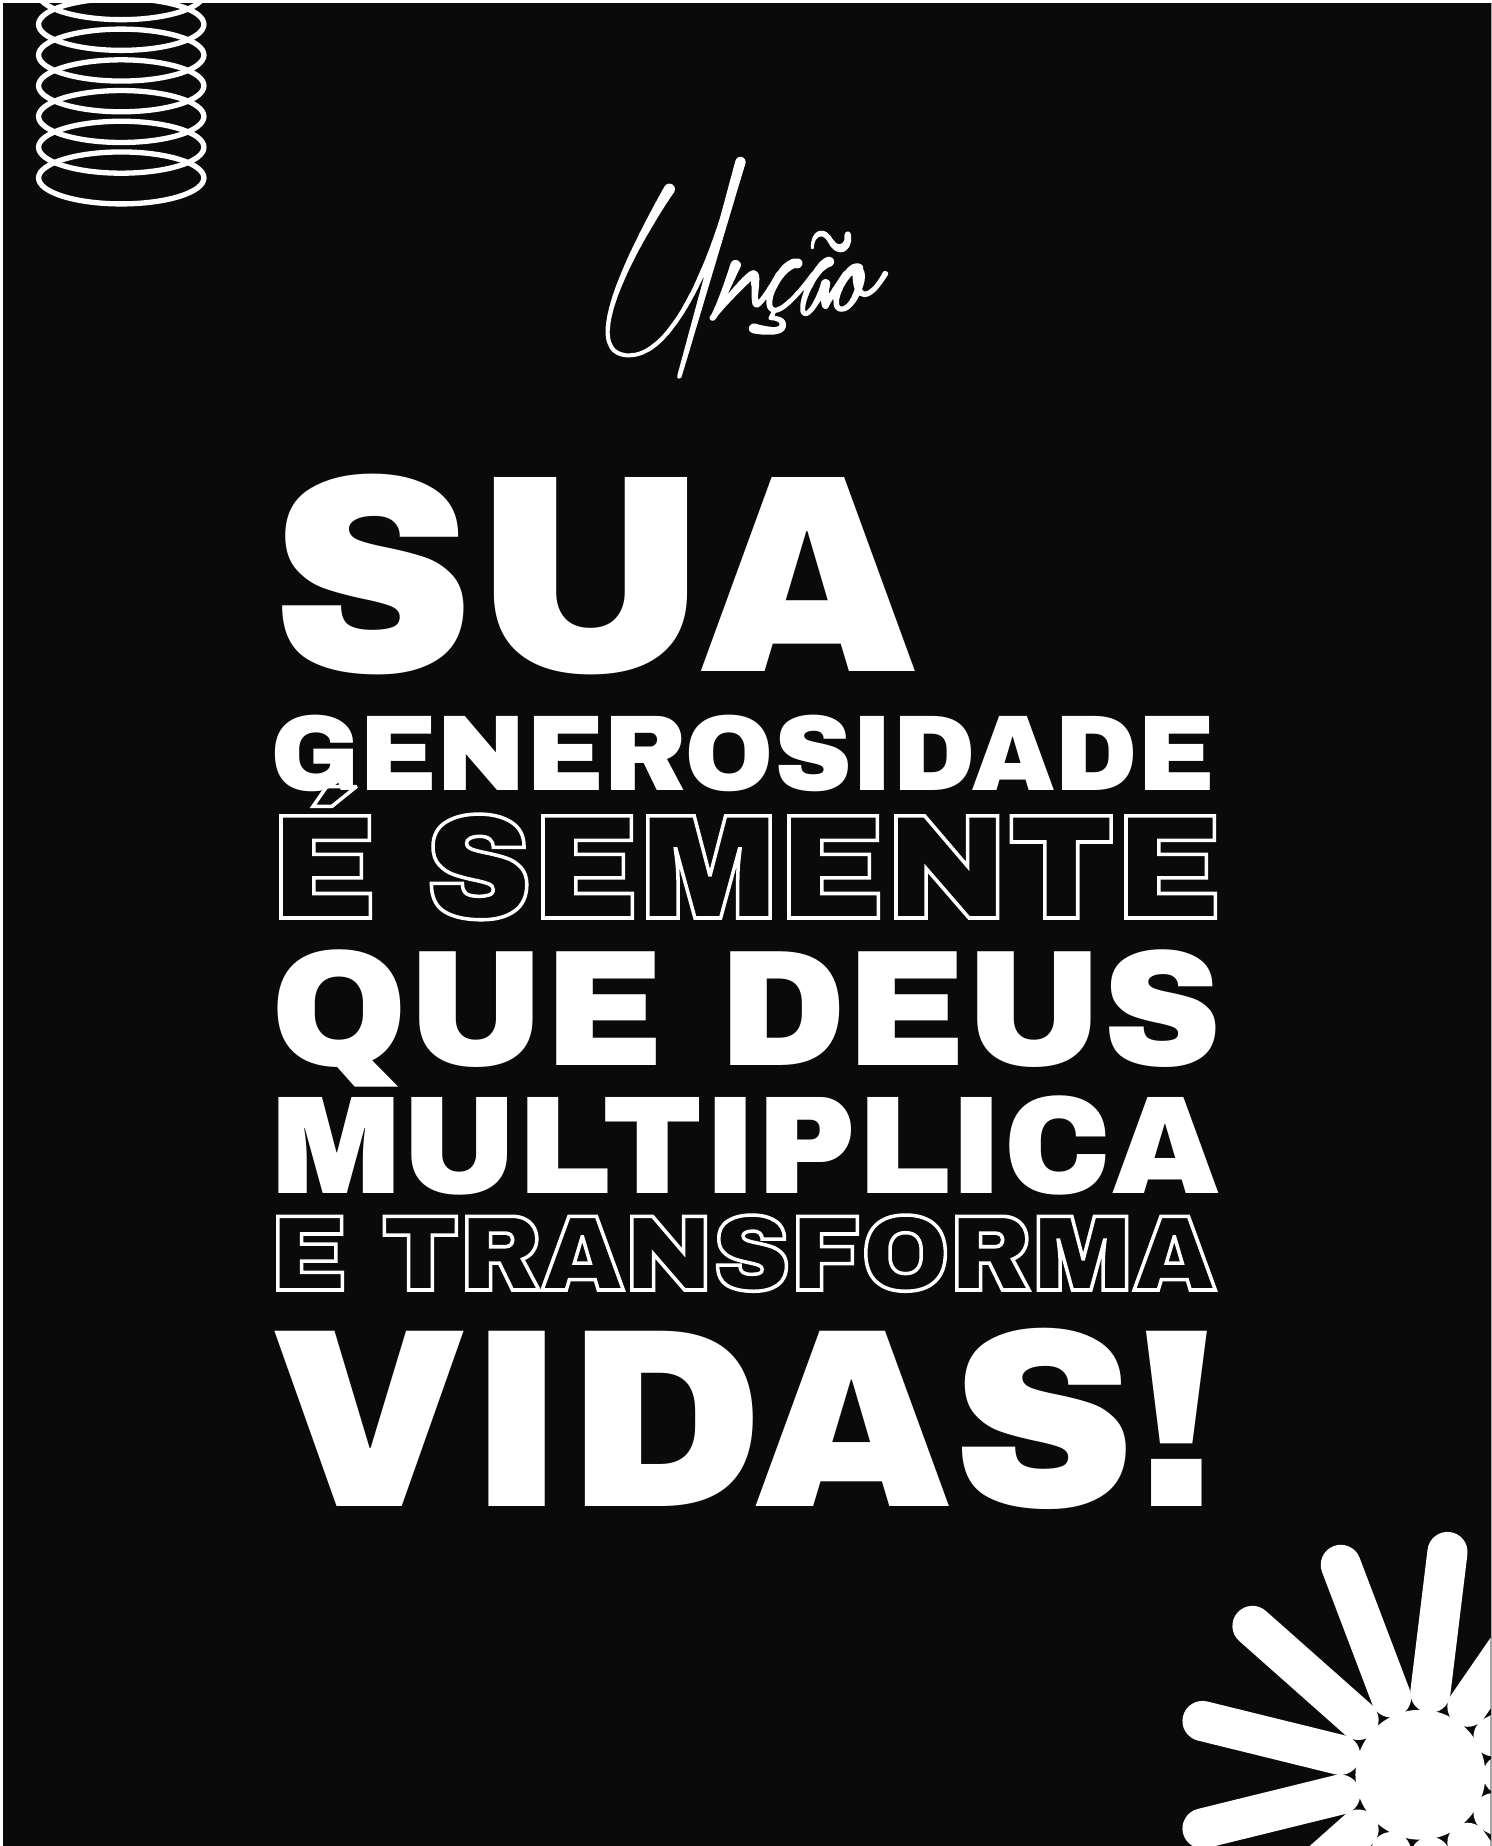 Unção
SUA
GENEROSIDADE
É SEMENTE
QUE DEUS
MULTIPLICA
E TRANSFORMA
VIDAS!